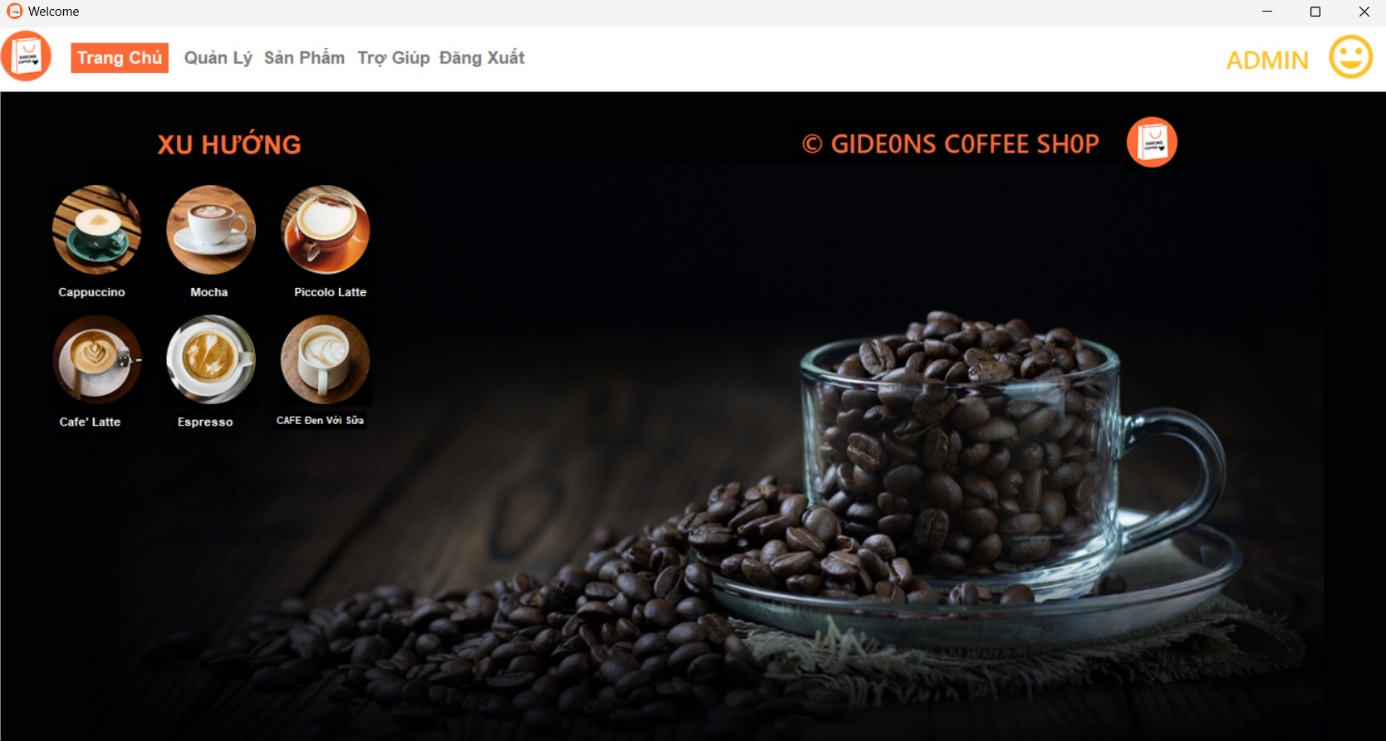 Welcome
Trang Chủ Quản Lý Sản Phẩm Trợ Giúp Đăng Xuất ADMIN
XU HƯỚNG
© GIDE0NS C0FFEE SH0P
Cappuccino Mocha Piccolo Latte
Cafe' Latte Espresso CAFE Đen Với Sữa